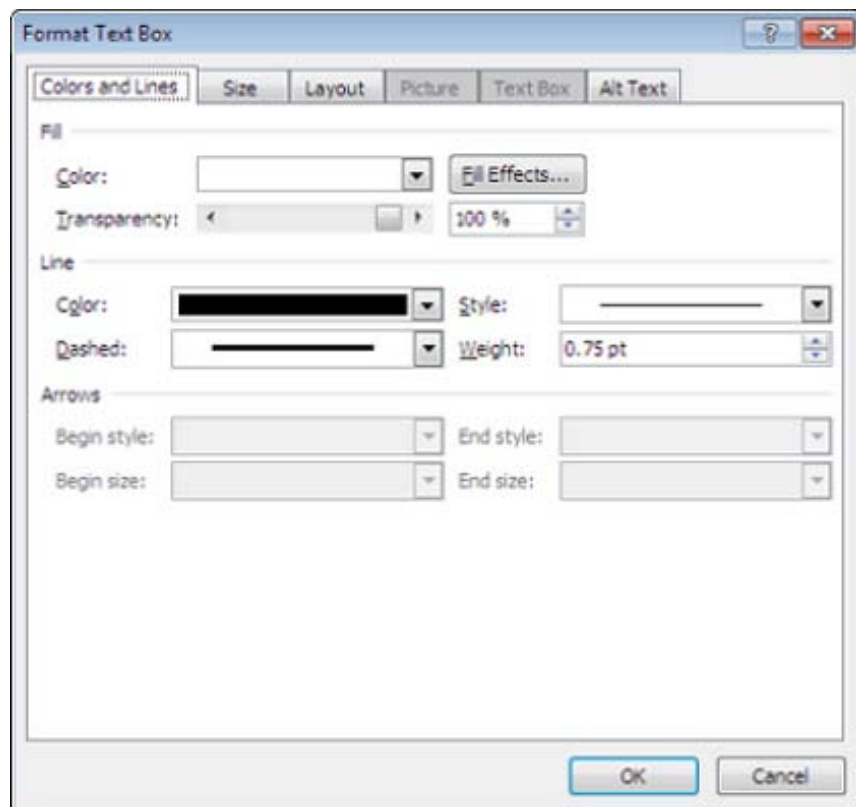 Format Text Box
Colors and Lines Size Layout Picture Text Box Alt Text
Fill
Color: Fill Effects...
Transparency: 100 %
Line
Color: Style:
Dashed: Weight: 0.75 pt
Arrows
Begin style: End style:
Begin size: End size:
OK Cancel